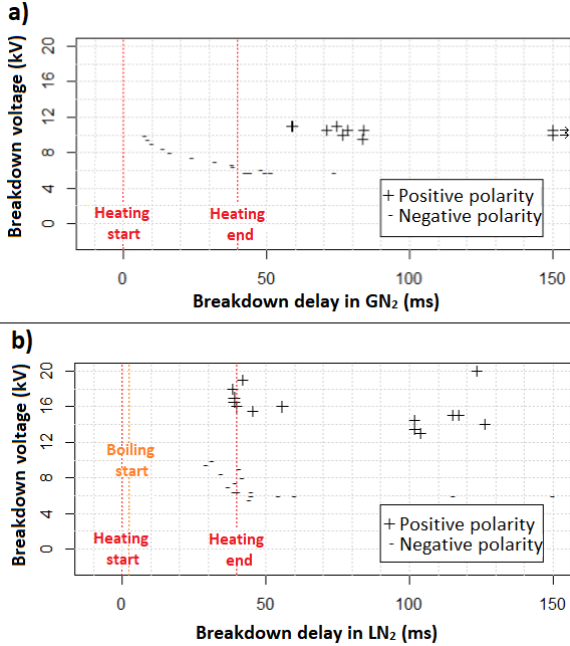 a)
Breakdown voltage (kV)
20
16
12
8
4
0
Heating
start
Heating
end
+ Positive polarity
- Negative polarity
0
50
100
150
Breakdown delay in GN₂ (ms)
b)
Breakdown voltage (kV)
20
16
12
8
4
0
Boiling
start
Heating
start
Heating
end
+ Positive polarity
- Negative polarity
0
50
100
150
Breakdown delay in LN₂ (ms)